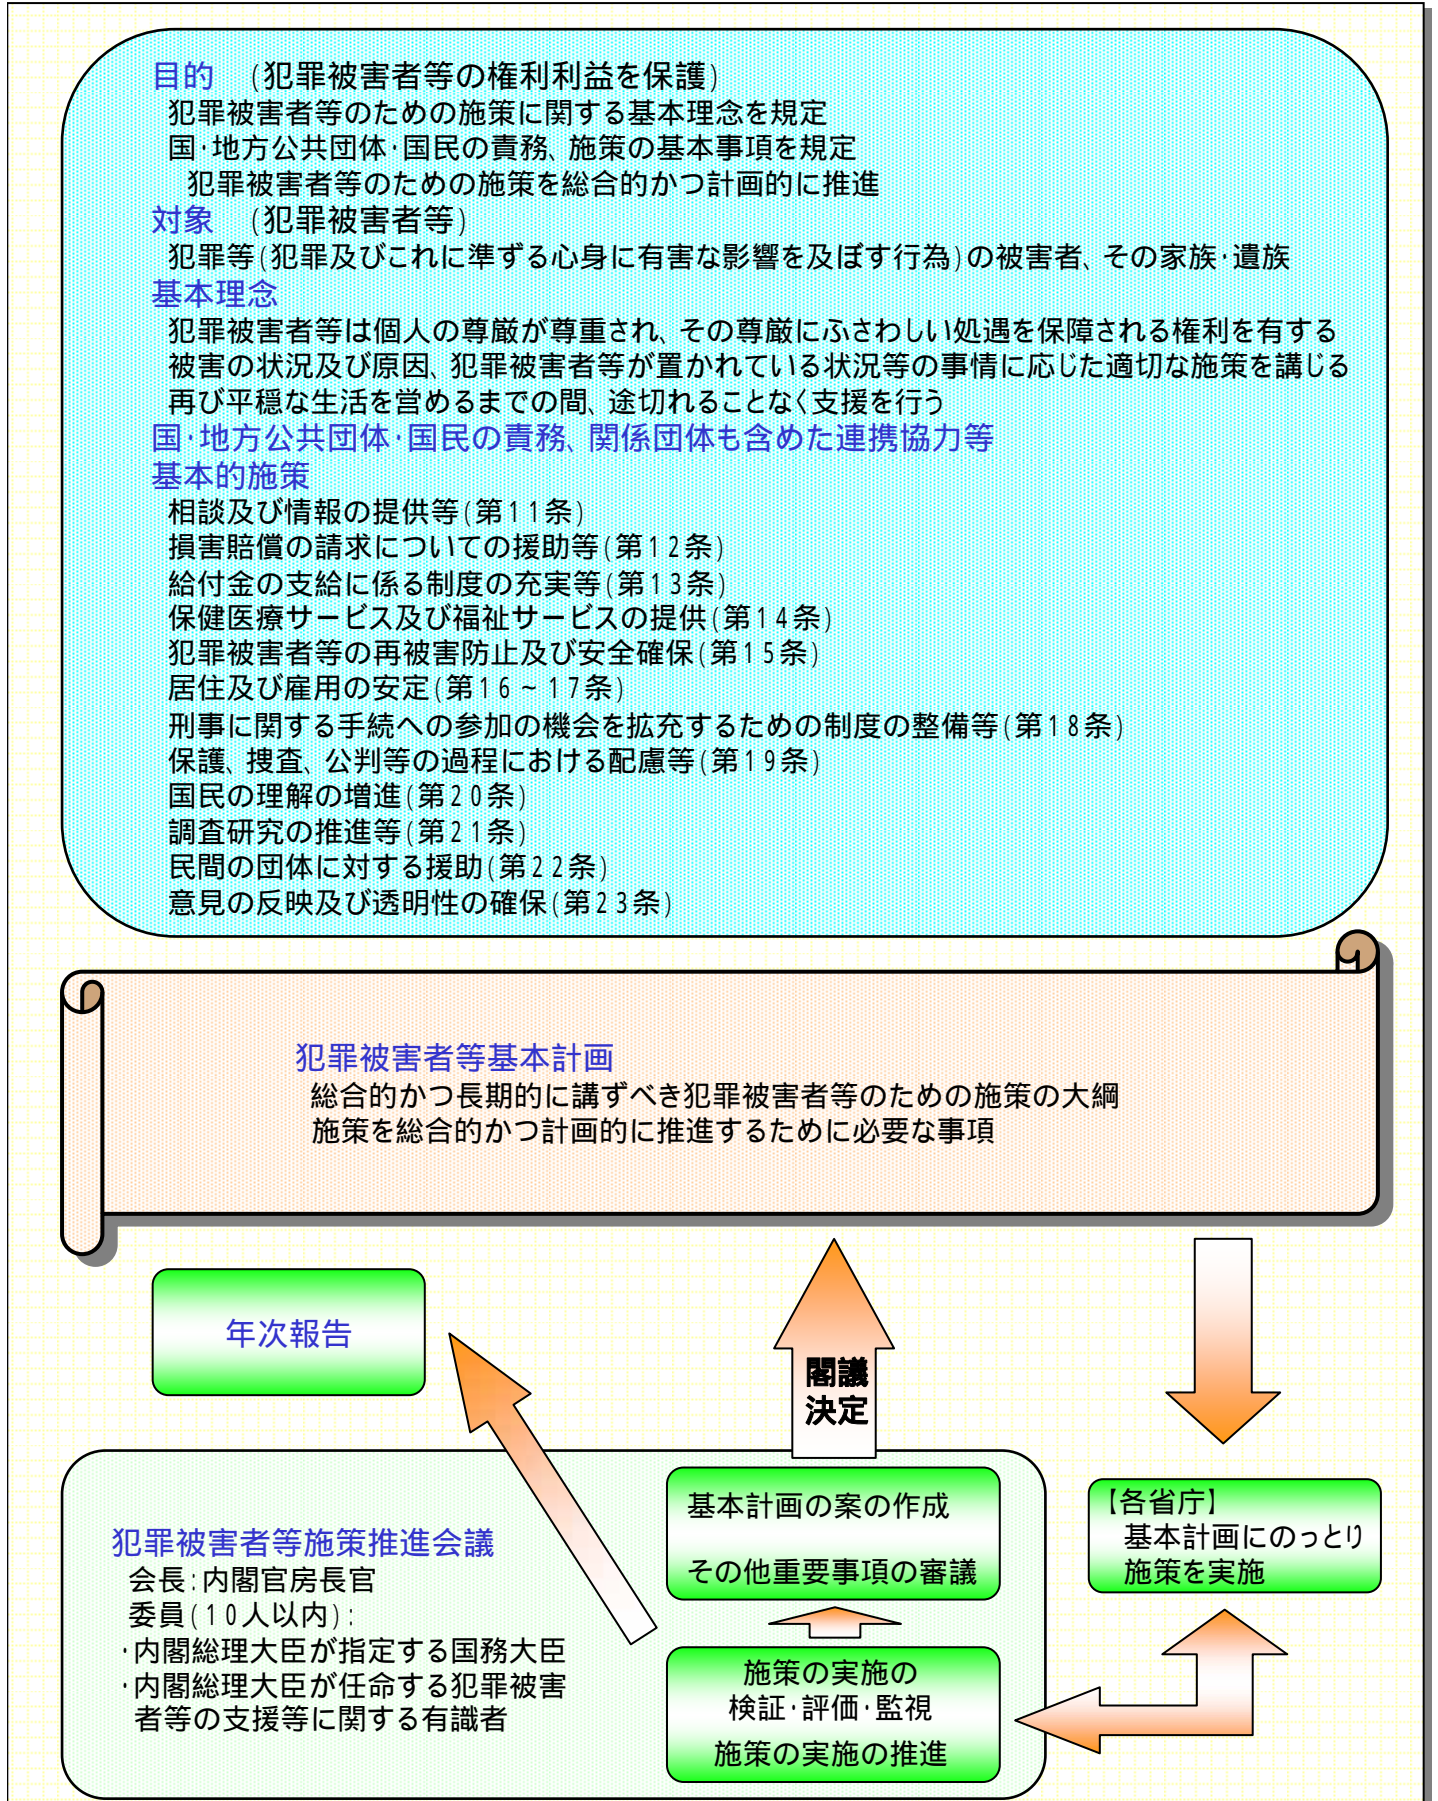 目的　(犯罪被害者等の権利利益を保護)
犯罪被害者等のための施策に関する基本理念を規定
国・地方公共団体・国民の責務、施策の基本事項を規定
犯罪被害者等のための施策を総合的かつ計画的に推進
対象　(犯罪被害者等)
犯罪等(犯罪及びこれに準ずる心身に有害な影響を及ぼす行為)の被害者、その家族・遺族
基本理念
犯罪被害者等は個人の尊厳が尊重され、その尊厳にふさわしい処遇を保障される権利を有する
被害の状況及び原因、犯罪被害者等が置かれている状況等の事情に応じた適切な施策を講じる
再び平穏な生活を営めるまでの間、途切れることなく支援を行う
国・地方公共団体・国民の責務、関係団体も含めた連携協力等
基本的施策
相談及び情報の提供等(第11条)
損害賠償の請求についての援助等(第12条)
給付金の支給に係る制度の充実等(第13条)
保健医療サービス及び福祉サービスの提供(第14条)
犯罪被害者等の再被害防止及び安全確保(第15条)
居住及び雇用の安定(第16～17条)
刑事に関する手続への参加の機会を拡充するための制度の整備等(第18条)
保護、捜査、公判等の過程における配慮等(第19条)
国民の理解の増進(第20条)
調査研究の推進等(第21条)
民間の団体に対する援助(第22条)
意見の反映及び透明性の確保(第23条)
犯罪被害者等基本計画
総合的かつ長期的に講ずべき犯罪被害者等のための施策の大綱
施策を総合的かつ計画的に推進するために必要な事項
年次報告
閣議
決定
犯罪被害者等施策推進会議
会長:内閣官房長官
委員(10人以内):
・内閣総理大臣が指定する国務大臣
・内閣総理大臣が任命する犯罪被害
者等の支援等に関する有識者
基本計画の案の作成
その他重要事項の審議
施策の実施の
検証・評価・監視
施策の実施の推進
【各省庁】
基本計画にのっとり
施策を実施